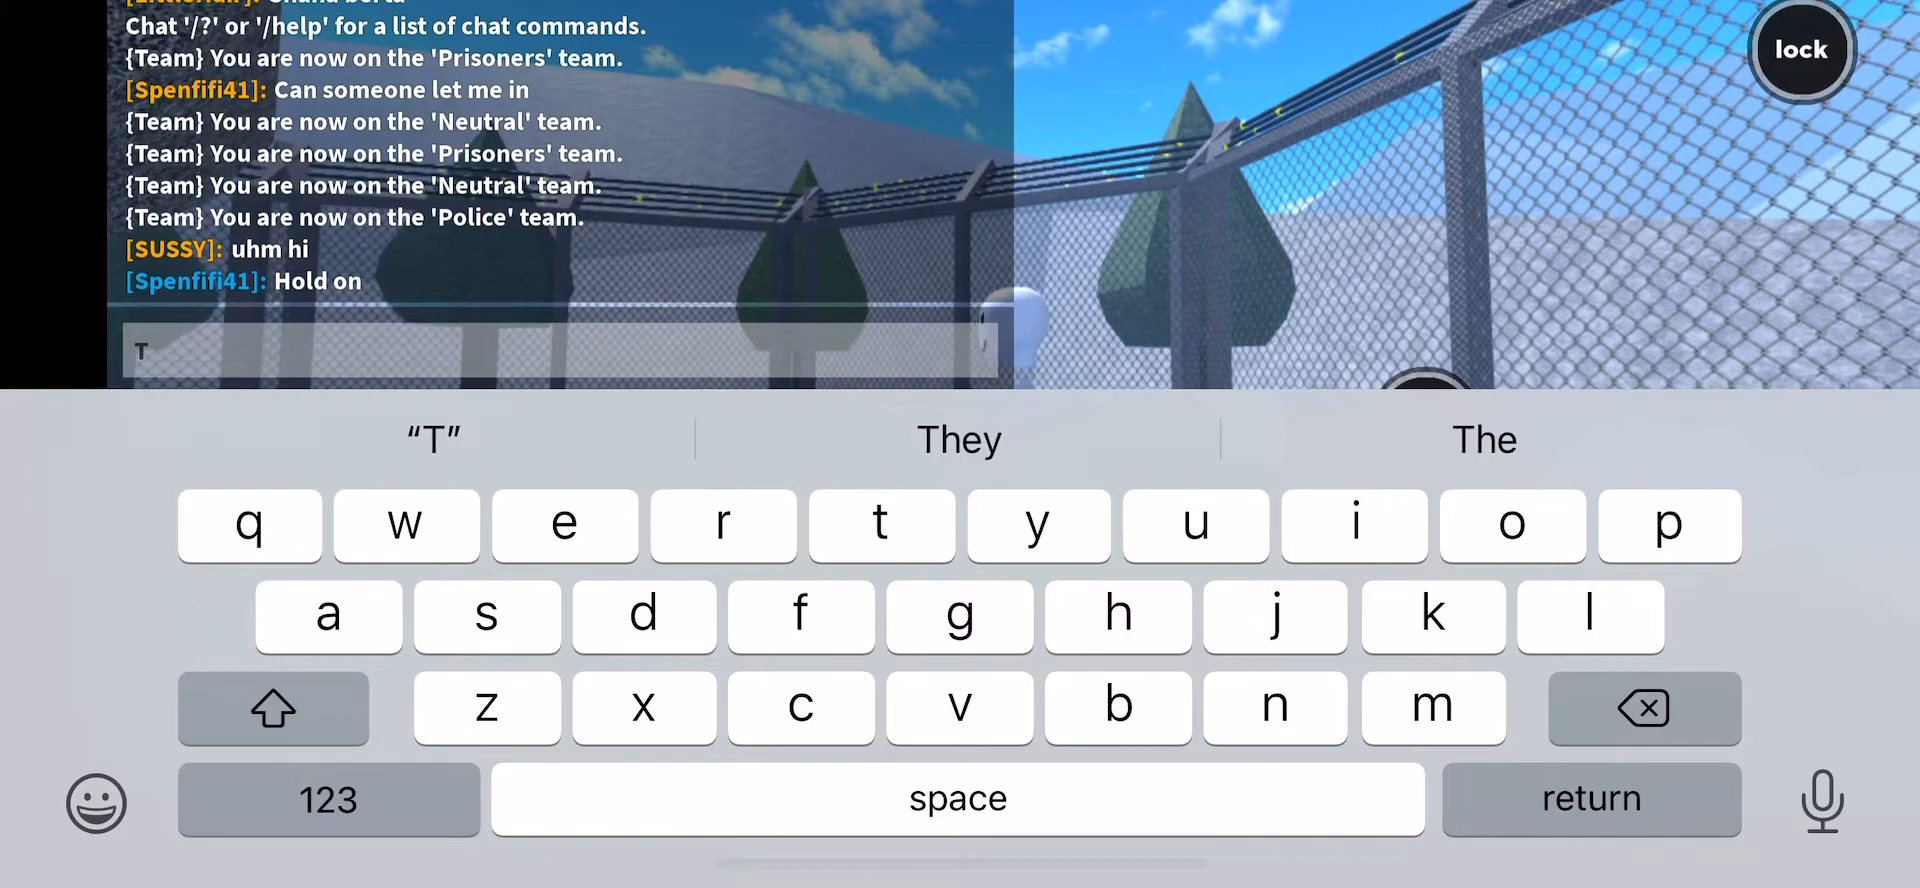 Chat '/?' or '/help' for a list of chat commands.
{Team} You are now on the 'Prisoners' team.
[Spenfifi41]: Can someone let me in
{Team} You are now on the 'Neutral' team.
{Team} You are now on the 'Prisoners' team.
{Team} You are now on the 'Neutral' team.
{Team} You are now on the 'Police' team.
[SUSSY]: uhm hi
[Spenfifi41]: Hold on
T
lock
“T” They The
q w e r t y u i o p
a s d f g h j k l
z x c v b n m
123 space return